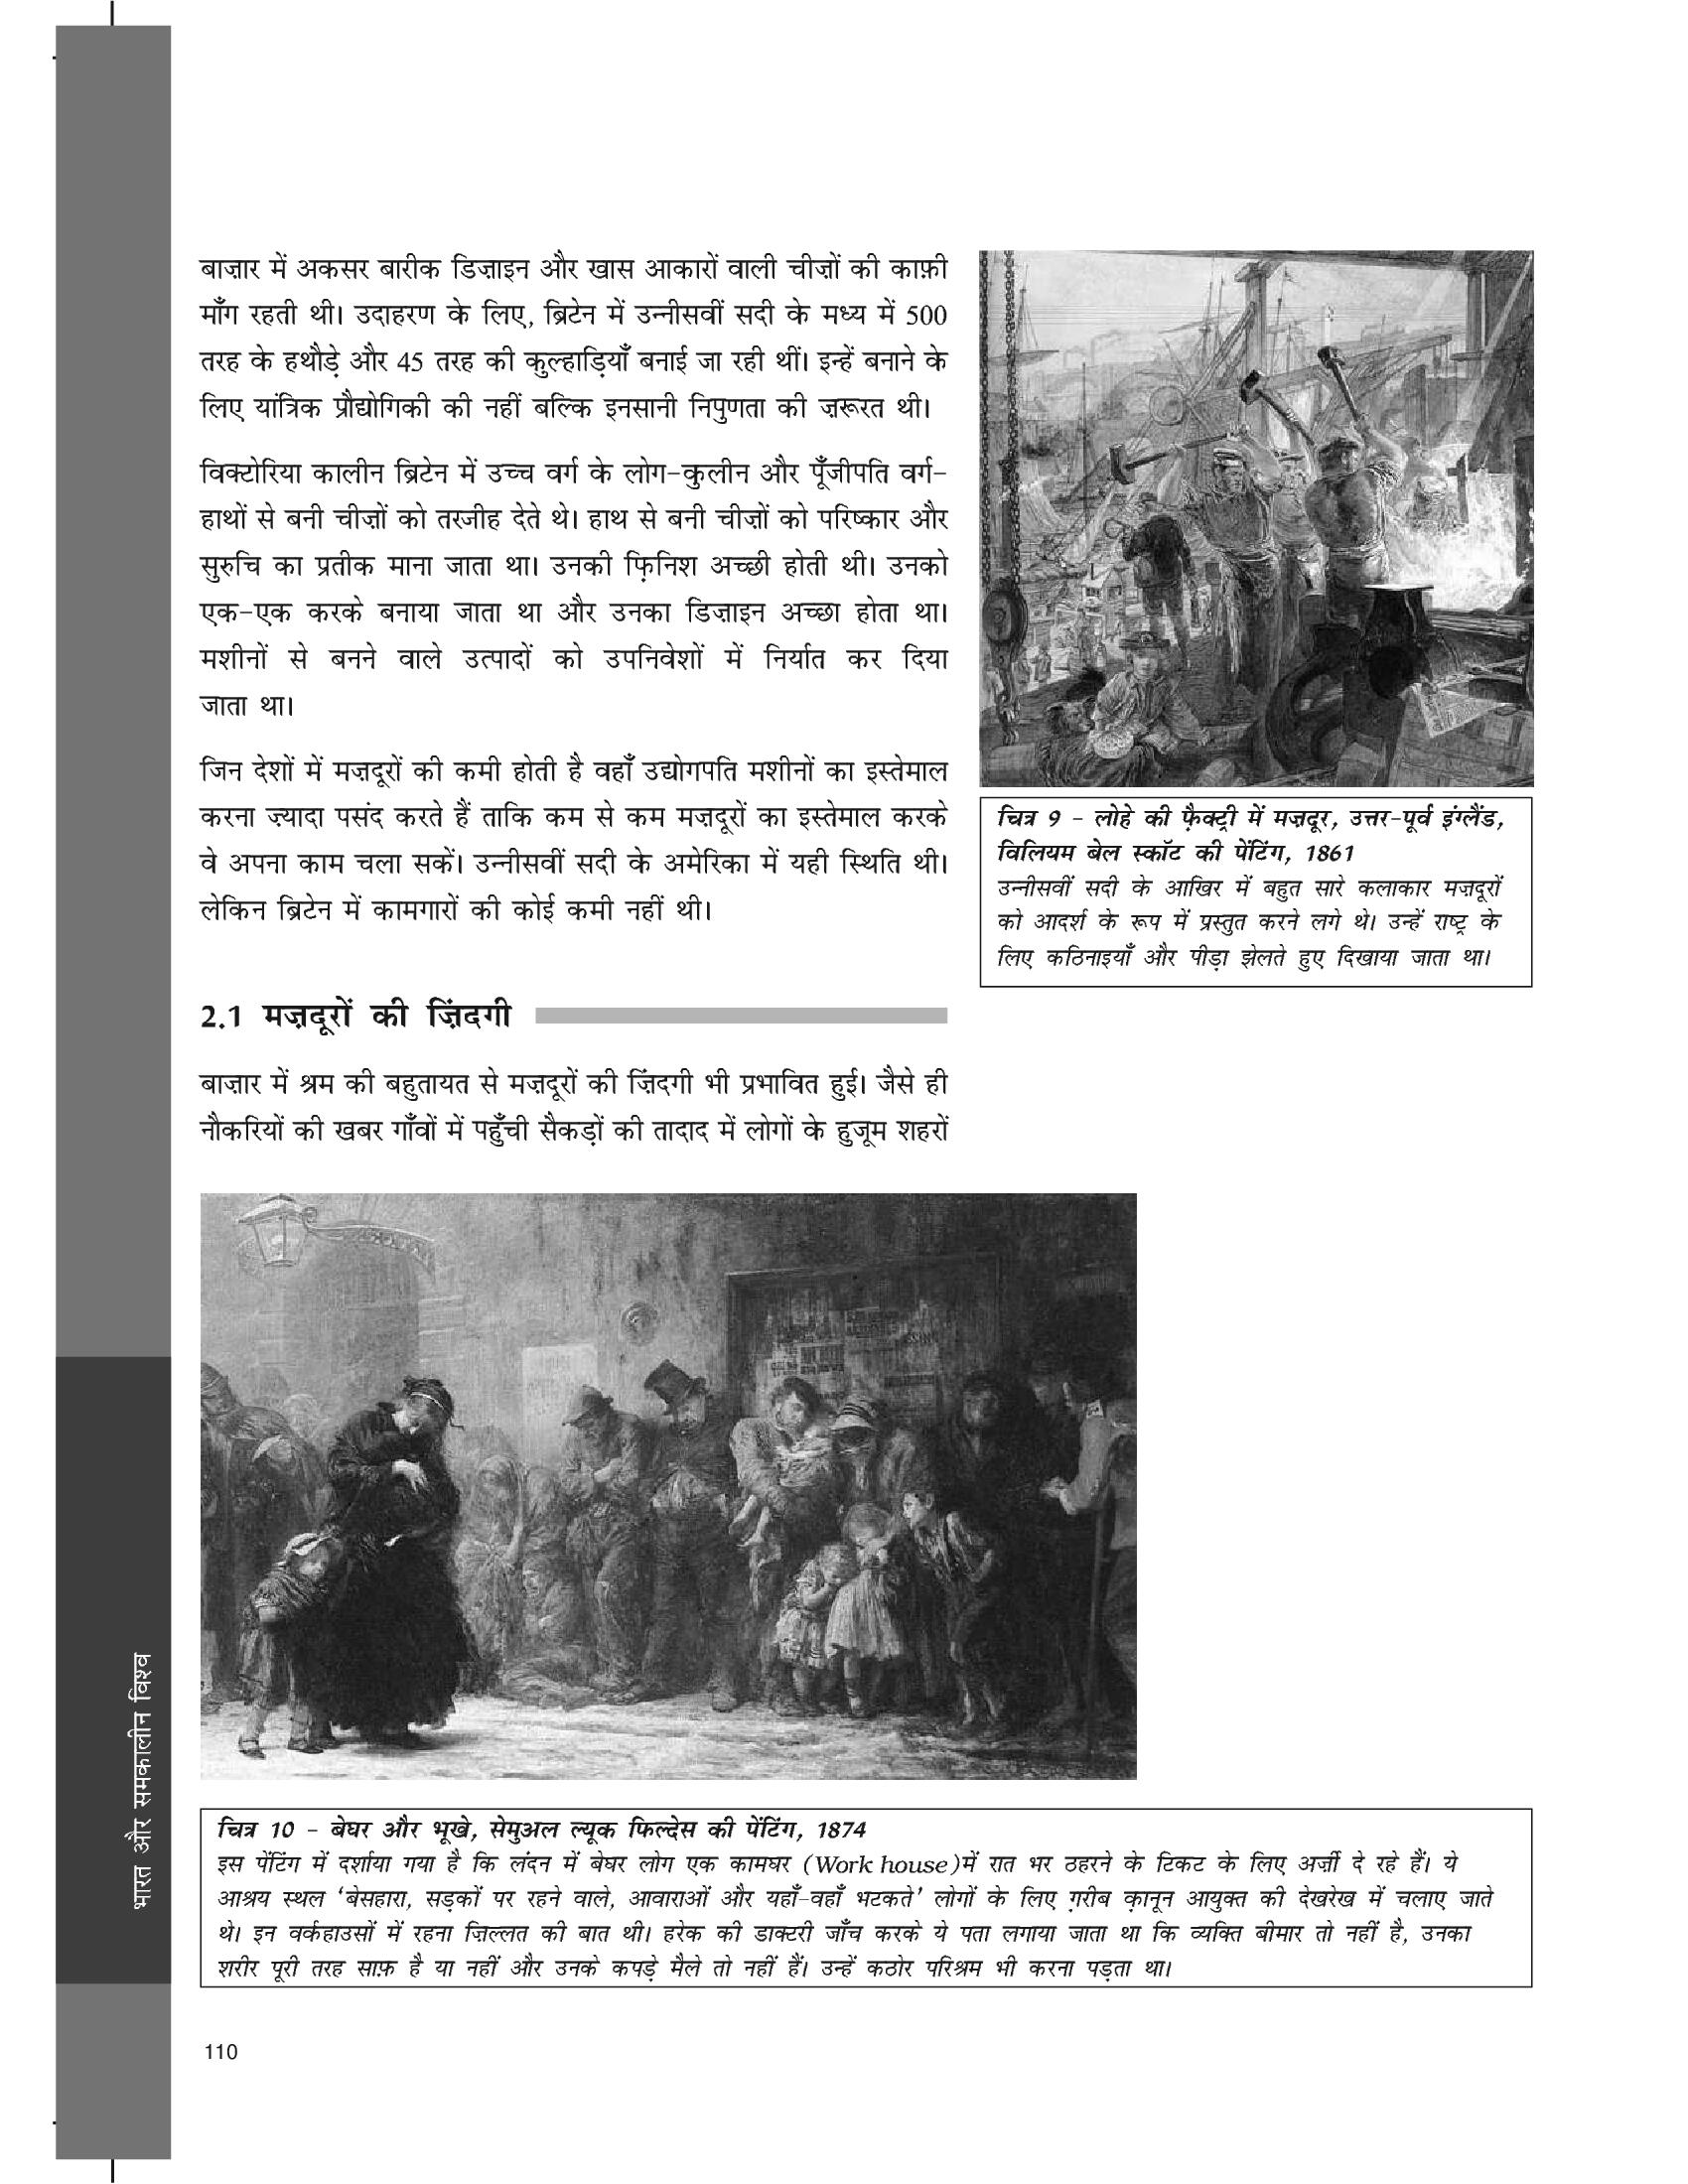 बाज़ार में अकसर बारीक डिज़ाइन और खास आकारों वाली चीज़ों की काफ़ी
माँग रहती थी। उदाहरण के लिए, ब्रिटेन में उन्नीसवीं सदी के मध्य में 500
तरह के हथौड़े और 45 तरह की कुल्हाड़ियाँ बनाई जा रही थीं। इन्हें बनाने के
लिए यांत्रिक प्रौद्योगिकी की नहीं बल्कि इनसानी निपुणता की ज़रूरत थी।
विक्टोरिया कालीन ब्रिटेन में उच्च वर्ग के लोग-कुलीन और पूँजीपति वर्ग-
हाथों से बनी चीज़ों को तरजीह देते थे। हाथ से बनी चीज़ों को परिष्कार और
सुरुचि का प्रतीक माना जाता था। उनकी फ़िनिश अच्छी होती थी। उनको
एक-एक करके बनाया जाता था और उनका डिज़ाइन अच्छा होता था।
मशीनों से बनने वाले उत्पादों को उपनिवेशों में निर्यात कर दिया
जाता था।
जिन देशों में मज़दूरों की कमी होती है वहाँ उद्योगपति मशीनों का इस्तेमाल
करना ज़्यादा पसंद करते हैं ताकि कम से कम मज़दूरों का इस्तेमाल करके
वे अपना काम चला सकें। उन्नीसवीं सदी के अमेरिका में यही स्थिति थी।
लेकिन ब्रिटेन में कामगारों की कोई कमी नहीं थी।
चित्र 9 - लोहे की फ़ैक्ट्री में मज़दूर, उत्तर-पूर्व इंग्लैंड,
विलियम बेल स्कॉट की पेंटिंग, 1861
उन्नीसवीं सदी के आखिर में बहुत सारे कलाकार मज़दूरों
को आदर्श के रूप में प्रस्तुत करने लगे थे। उन्हें राष्ट्र के
लिए कठिनाइयाँ और पीड़ा झेलते हुए दिखाया जाता था।
2.1 मज़दूरों की ज़िंदगी
बाज़ार में श्रम की बहुतायत से मज़दूरों की ज़िंदगी भी प्रभावित हुई। जैसे ही
नौकरियों की खबर गाँवों में पहुँची सैकड़ों की तादाद में लोगों के हुजूम शहरों
चित्र 10 - बेघर और भूखे, सेमुअल ल्यूक फिल्देस की पेंटिंग, 1874
इस पेंटिंग में दर्शाया गया है कि लंदन में बेघर लोग एक कामघर (Work house)में रात भर ठहरने के टिकट के लिए अर्ज़ी दे रहे हैं। ये
आश्रय स्थल 'बेसहारा, सड़कों पर रहने वाले, आवाराओं और यहाँ-वहाँ भटकते' लोगों के लिए ग़रीब क़ानून आयुक्त की देखरेख में चलाए जाते
थे। इन वर्कहाउसों में रहना ज़िल्लत की बात थी। हरेक की डाक्टरी जाँच करके ये पता लगाया जाता था कि व्यक्ति बीमार तो नहीं है, उनका
शरीर पूरी तरह साफ़ है या नहीं और उनके कपड़े मैले तो नहीं हैं। उन्हें कठोर परिश्रम भी करना पड़ता था।
भारत और समकालीन विश्व
110